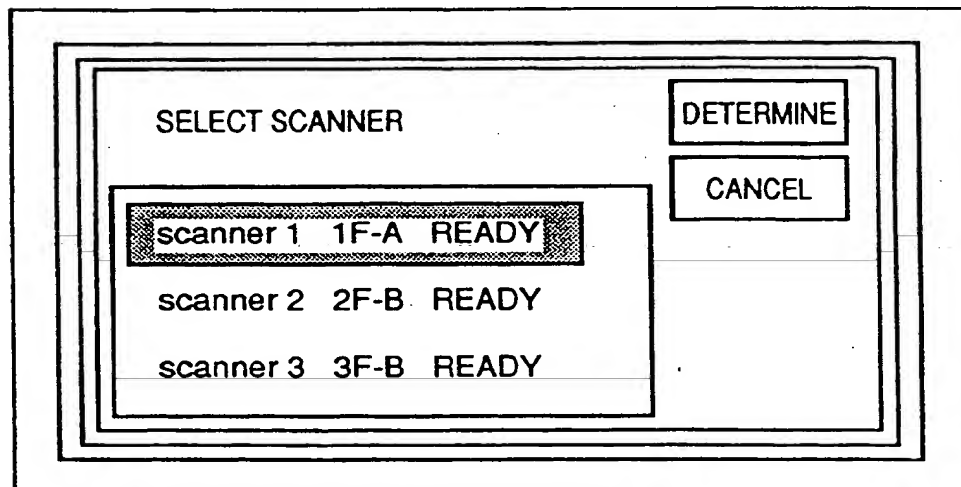 SELECT SCANNER
DETERMINE
CANCEL
scanner 1 1F-A READY
scanner 2 2F-B READY
scanner 3 3F-B READY